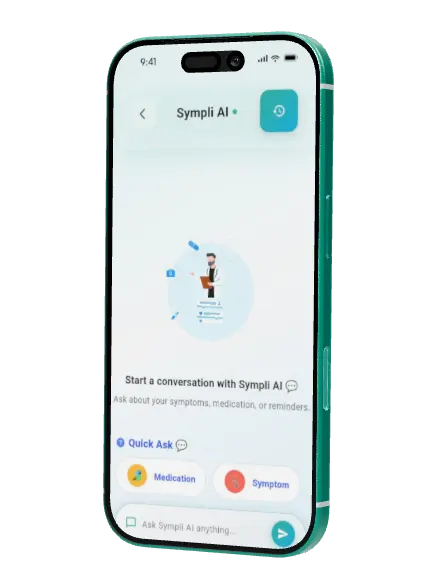 9:41
Sympli AI
Start a conversation with Sympli AI 💬
Ask about your symptoms, medication, or reminders.
Quick Ask 💬
Medication
Symptom
Ask Sympli AI anything...